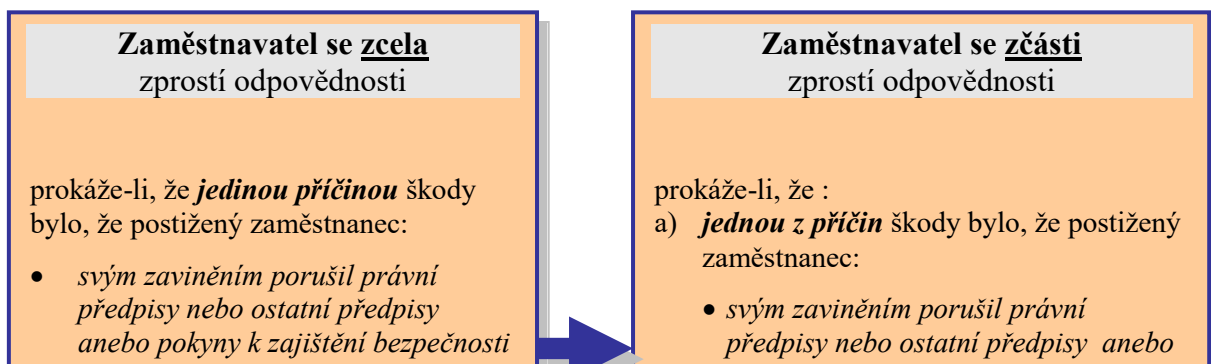 Zaměstnavatel se zcela
zprostí odpovědnosti
prokáže-li, že jedinou příčinou škody
bylo, že postižený zaměstnanec:
• svým zaviněním porušil právní
předpisy nebo ostatní předpisy
anebo pokyny k zajištění bezpečnosti
Zaměstnavatel se zčásti
zprostí odpovědnosti
prokáže-li, že :
a) jednou z příčin škody bylo, že postižený
zaměstnanec:
• svým zaviněním porušil právní
předpisy nebo ostatní předpisy anebo